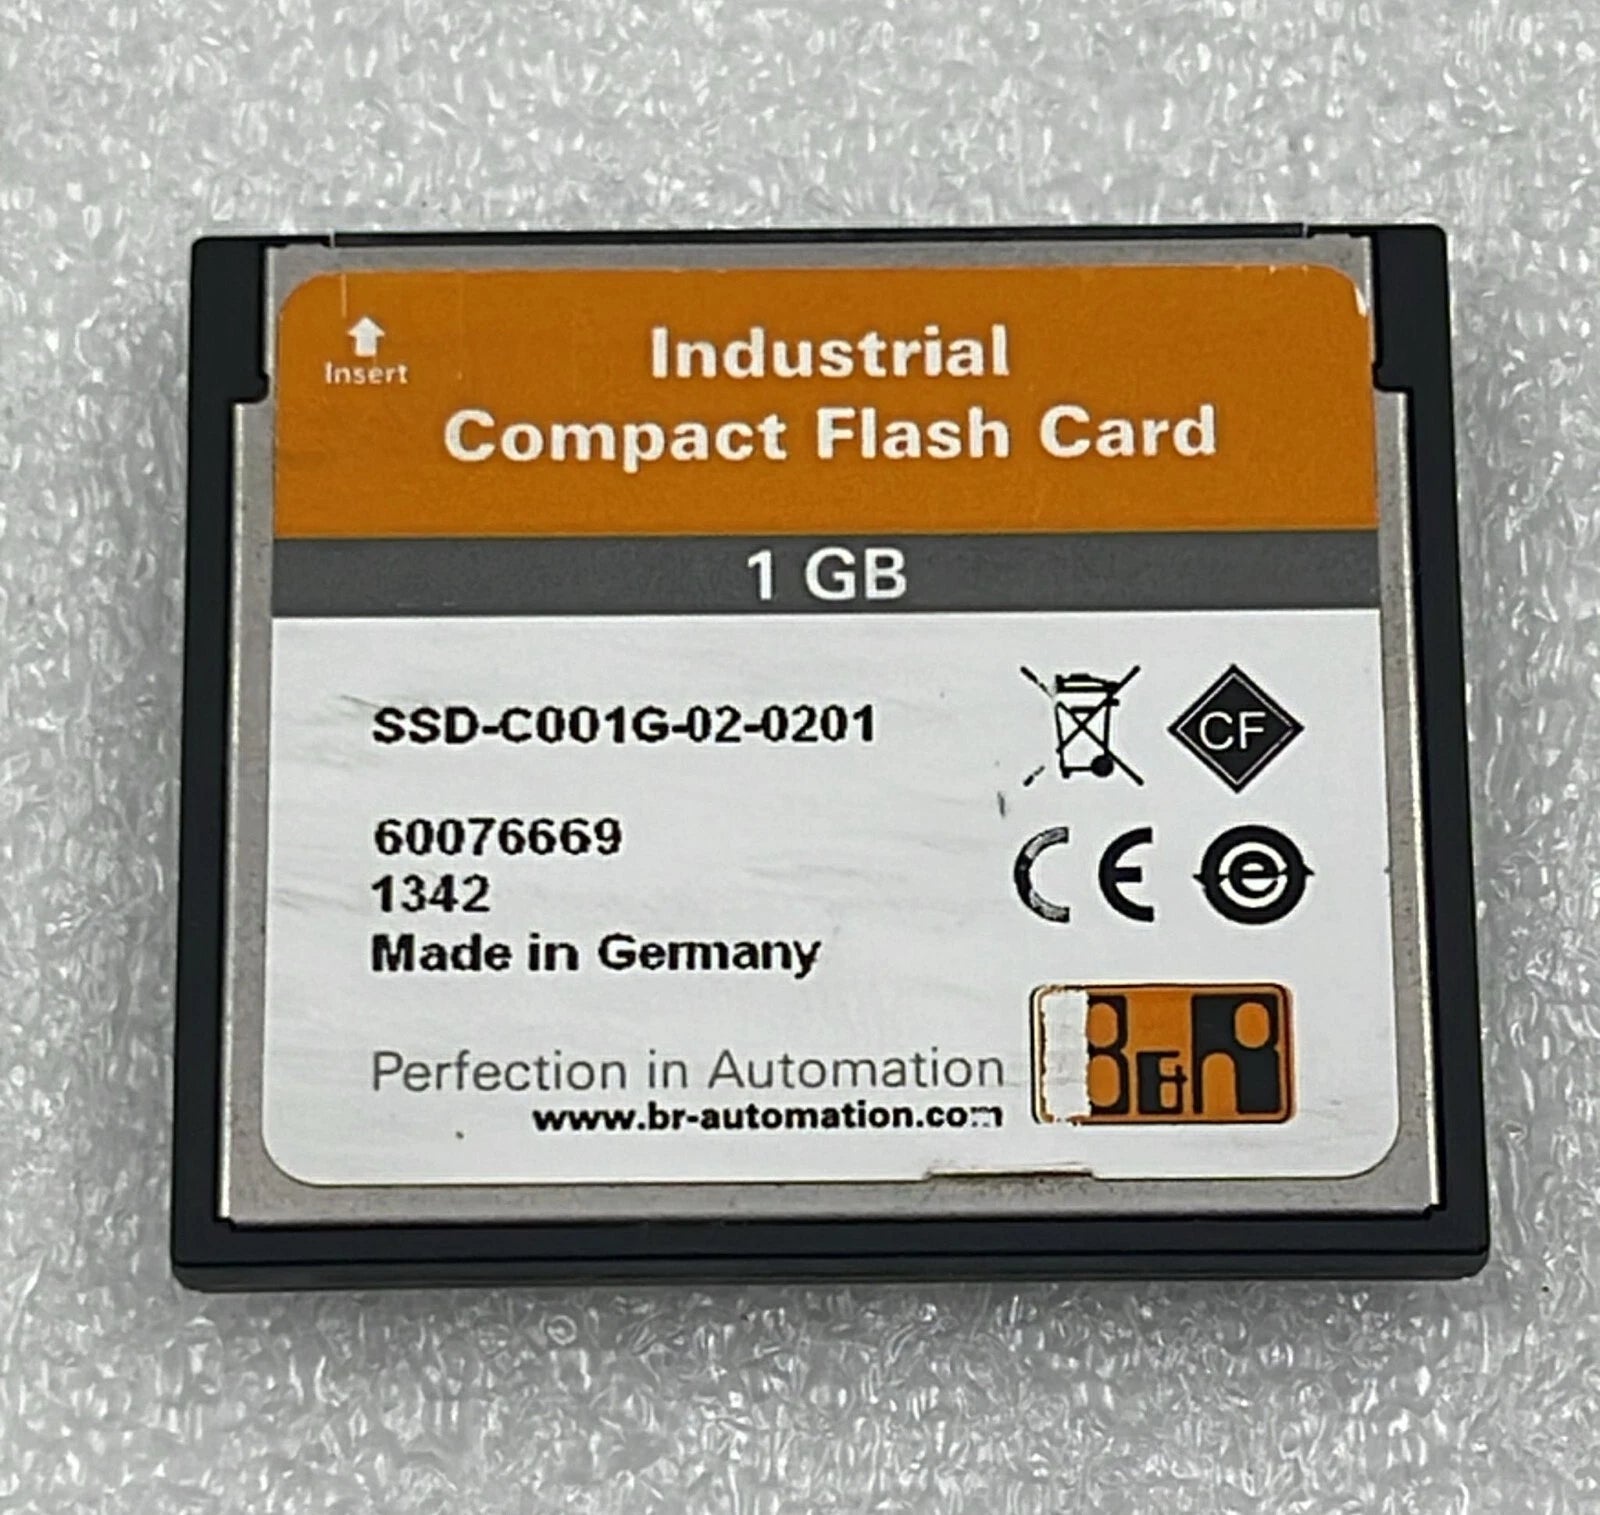 Insert
Industrial
Compact Flash Card
1 GB
SSD-C001G-02-0201
CF
60076669
1342
CE
e
Made in Germany
Perfection in Automation
www.br-automation.com
B&R